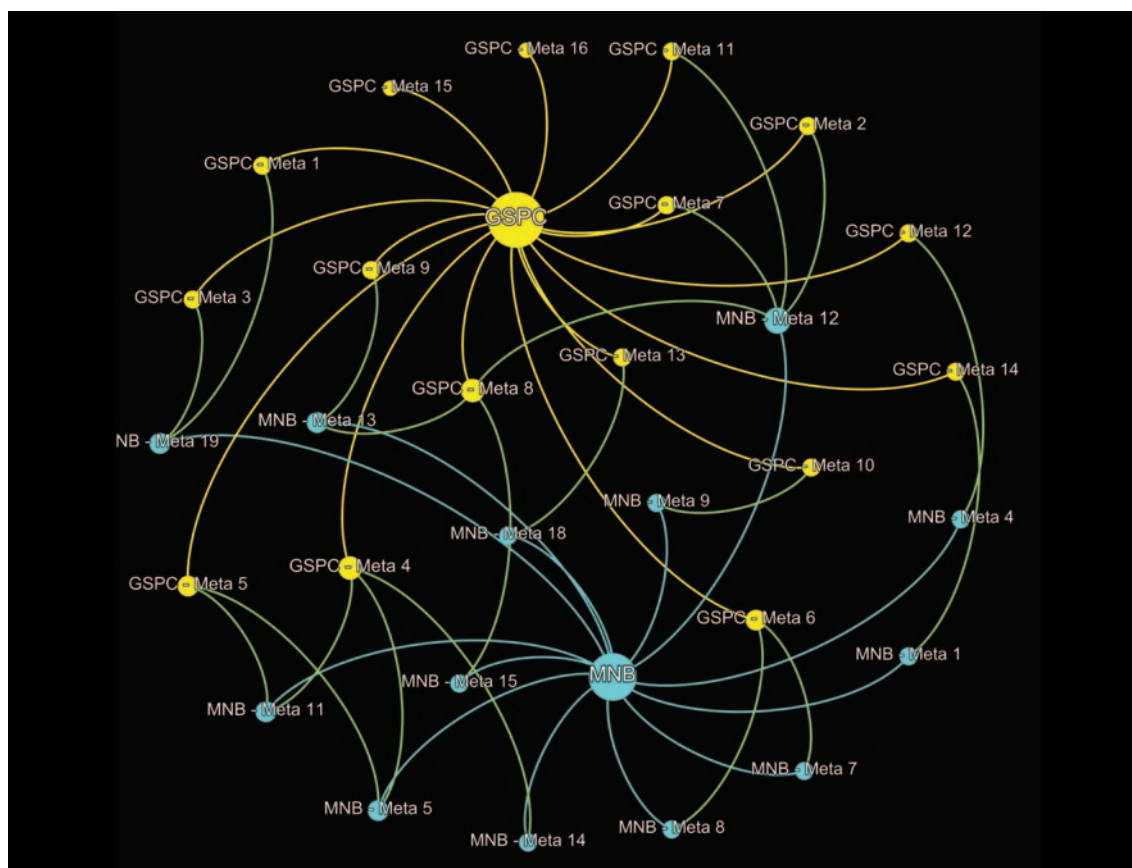 GSPC - Meta 16
GSPC - Meta 11
GSPC - Meta 15
GSPC - Meta 2
GSPC - Meta 1
GSPC - Meta 7
GSPC
GSPC - Meta 12
GSPC - Meta 9
GSPC - Meta 3
MNB - Meta 12
GSPC - Meta 13
GSPC - Meta 14
GSPC - Meta 8
MNB - Meta 13
NB - Meta 19
GSPC - Meta 10
MNB - Meta 9
MNB - Meta 4
MNB - Meta 18
GSPC - Meta 4
GSPC - Meta 5
GSPC - Meta 6
MNB - Meta 1
MNB
MNB - Meta 15
MNB - Meta 11
MNB - Meta 7
MNB - Meta 5
MNB - Meta 8
MNB - Meta 14